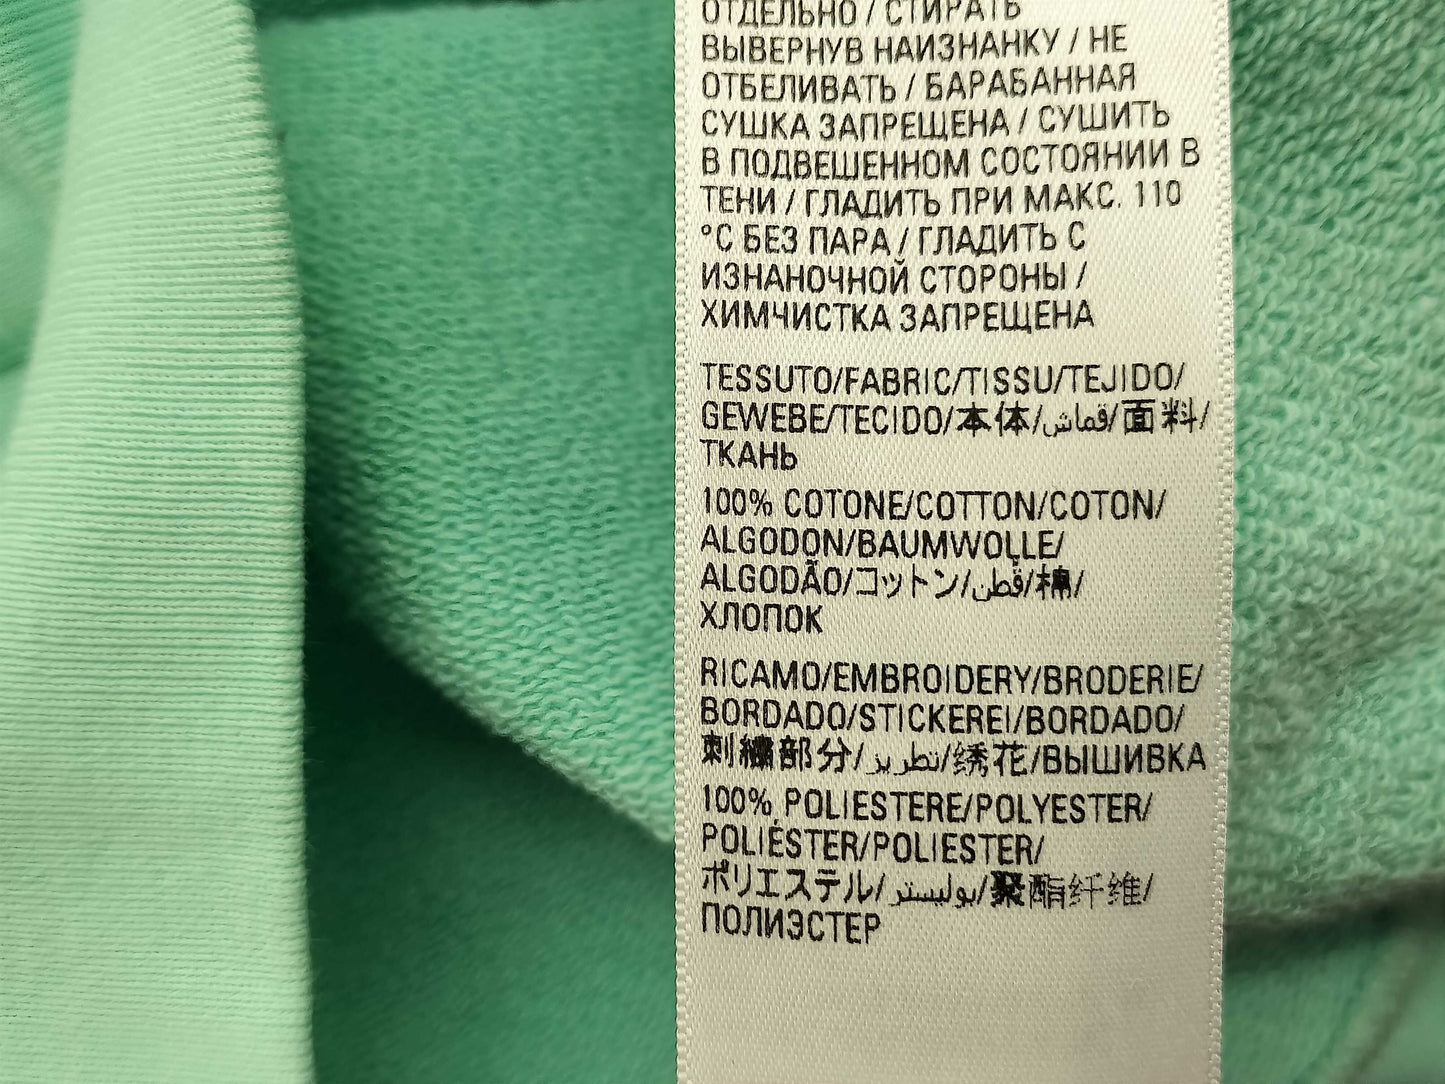 ОТДЕЛЬНО / СТИРАТЬ
ВЫВЕРНУВ НАИЗНАНКУ / НЕ
ОТБЕЛИВАТЬ / БАРАБАННАЯ
СУШКА ЗАПРЕЩЕНА / СУШИТЬ
В ПОДВЕШЕННОМ СОСТОЯНИИ В
ТЕНИ / ГЛАДИТЬ ПРИ МАКС. 110
°C БЕЗ ПАРА / ГЛАДИТЬ С
ИЗНАНОЧНОЙ СТОРОНЫ /
ХИМЧИСТКА ЗАПРЕЩЕНА
TESSUTO/FABRIC/TISSU/TEJIDO/
GEWEBE/TECIDO/本体/قماش/面料/
ТКАНЬ
100% COTONE/COTTON/COTON/
ALGODON/BAUMWOLLE/
ALGODÃO/コットン/قطن/棉/
ХЛОПОК
RICAMO/EMBROIDERY/BRODERIE/
BORDADO/STICKEREI/BORDADO/
刺繍部分/تطريز/绣花/ВЫШИВКА
100% POLIESTERE/POLYESTER/
POLIÉSTER/POLIESTER/
ポリエステル/بوليستر/聚酯纤维/
ПОЛИЭСТЕР